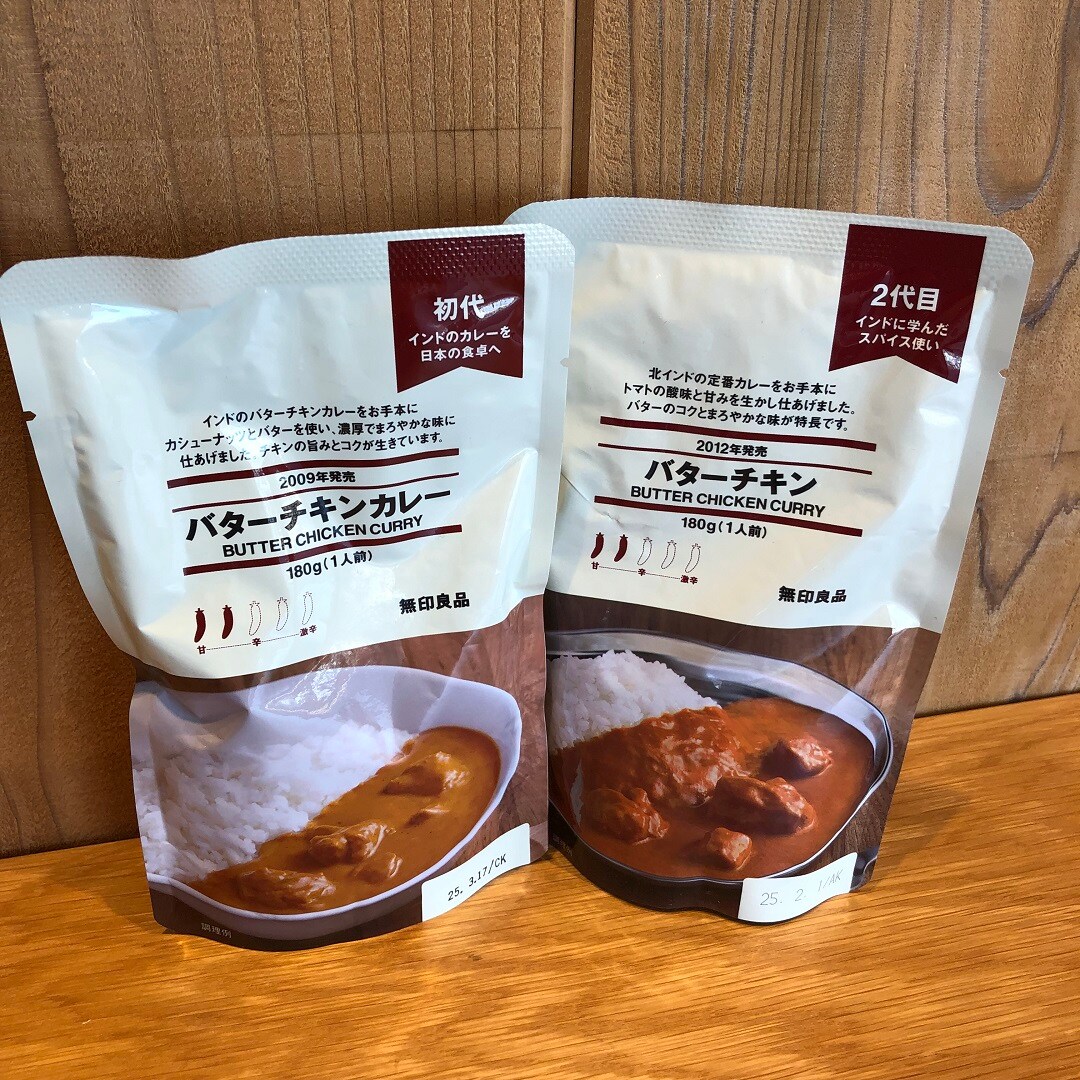 初代
インドのカレーを
日本の食卓へ
インドのバターチキンカレーをお手本に
カシューナッツとバターを使い、濃厚でまろやかな味に
仕あげました。チキンの旨みとコクが生きています。
2009年発売
バターチキンカレー
BUTTER CHICKEN CURRY
180g(1人前)
甘 辛 激辛
無印良品
25. 3.17/CK
調理例
2代目
インドに学んだ
スパイス使い
北インドの定番カレーをお手本に
トマトの酸味と甘みを生かし仕あげました。
バターのコクとまろやかな味が特長です。
2012年発売
バターチキン
BUTTER CHICKEN CURRY
180g(1人前)
甘 辛 激辛
無印良品
25. 2. 1/AK
調理例